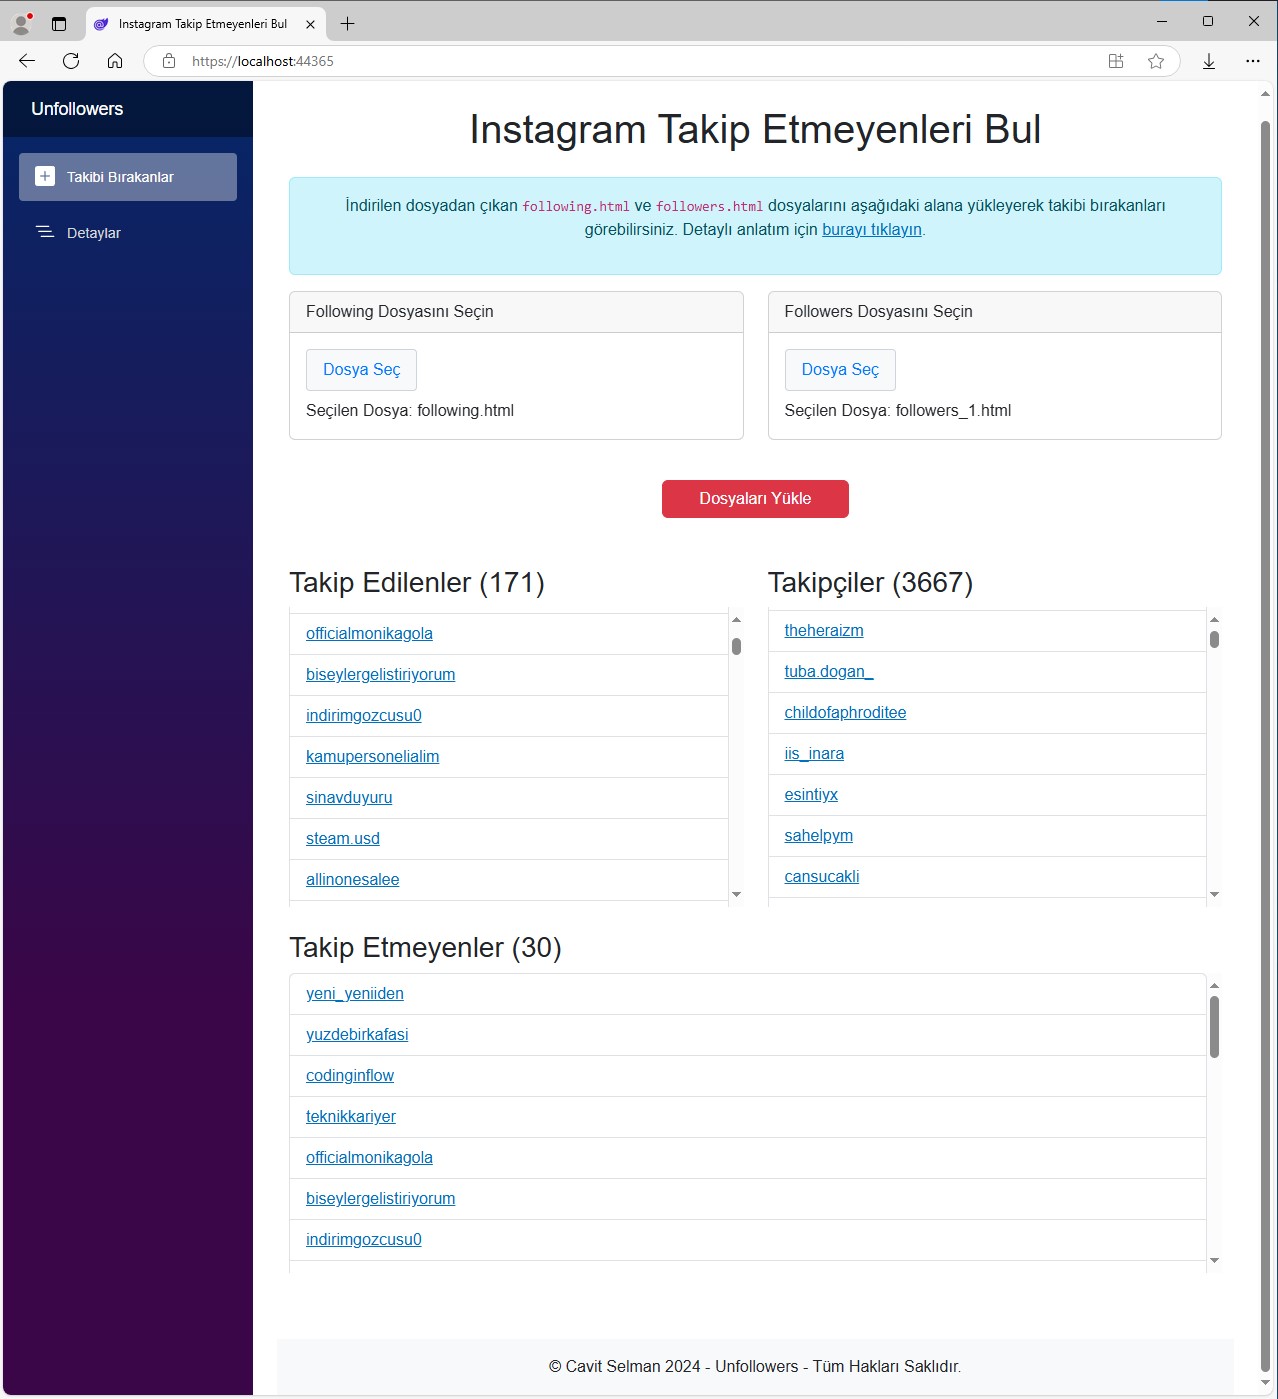 Instagram Takip Etmeyenleri Bul
https://localhost:44365
Unfollowers
Takibi Bırakanlar
Detaylar
Instagram Takip Etmeyenleri Bul
İndirilen dosyadan çıkan following.html ve followers.html dosyalarını aşağıdaki alana yükleyerek takibi bırakanları
görebilirsiniz. Detaylı anlatım için burayı tıklayın.
Following Dosyasını Seçin
Dosya Seç
Seçilen Dosya: following.html
Followers Dosyasını Seçin
Dosya Seç
Seçilen Dosya: followers_1.html
Dosyaları Yükle
Takip Edilenler (171)
officialmonikagola
biseylergelistiriyorum
indirimgozcusu0
kamupersonelialim
sinavduyuru
steam.usd
allinonesalee
Takipçiler (3667)
theheraizm
tuba.dogan_
childofaphroditee
iis_inara
esintiyx
sahelpym
cansucakli
Takip Etmeyenler (30)
yeni_yeniiden
yuzdebirkafasi
codinginflow
teknikkariyer
officialmonikagola
biseylergelistiriyorum
indirimgozcusu0
© Cavit Selman 2024 - Unfollowers - Tüm Hakları Saklıdır.